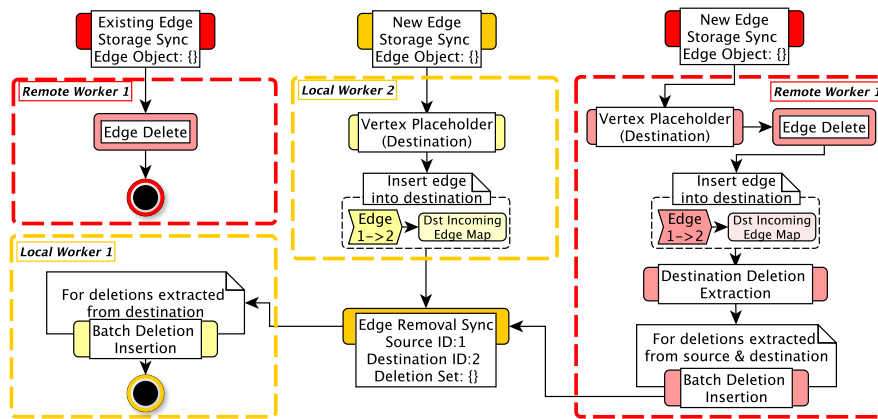 Existing Edge
Storage Sync
Edge Object: {}
Remote Worker 1
Edge Delete
New Edge
Storage Sync
Edge Object: {}
Local Worker 2
Vertex Placeholder
(Destination)
Insert edge
into destination
Edge
1->2
Dst Incoming
Edge Map
New Edge
Storage Sync
Edge Object: {}
Remote Worker 1
Vertex Placeholder
(Destination)
Edge Delete
Insert edge
into destination
Edge
1->2
Dst Incoming
Edge Map
Destination Deletion
Extraction
For deletions extracted
from source & destination
Batch Deletion
Insertion
Edge Removal Sync
Source ID:1
Destination ID:2
Deletion Set: {}
Local Worker 1
For deletions extracted
from destination
Batch Deletion
Insertion